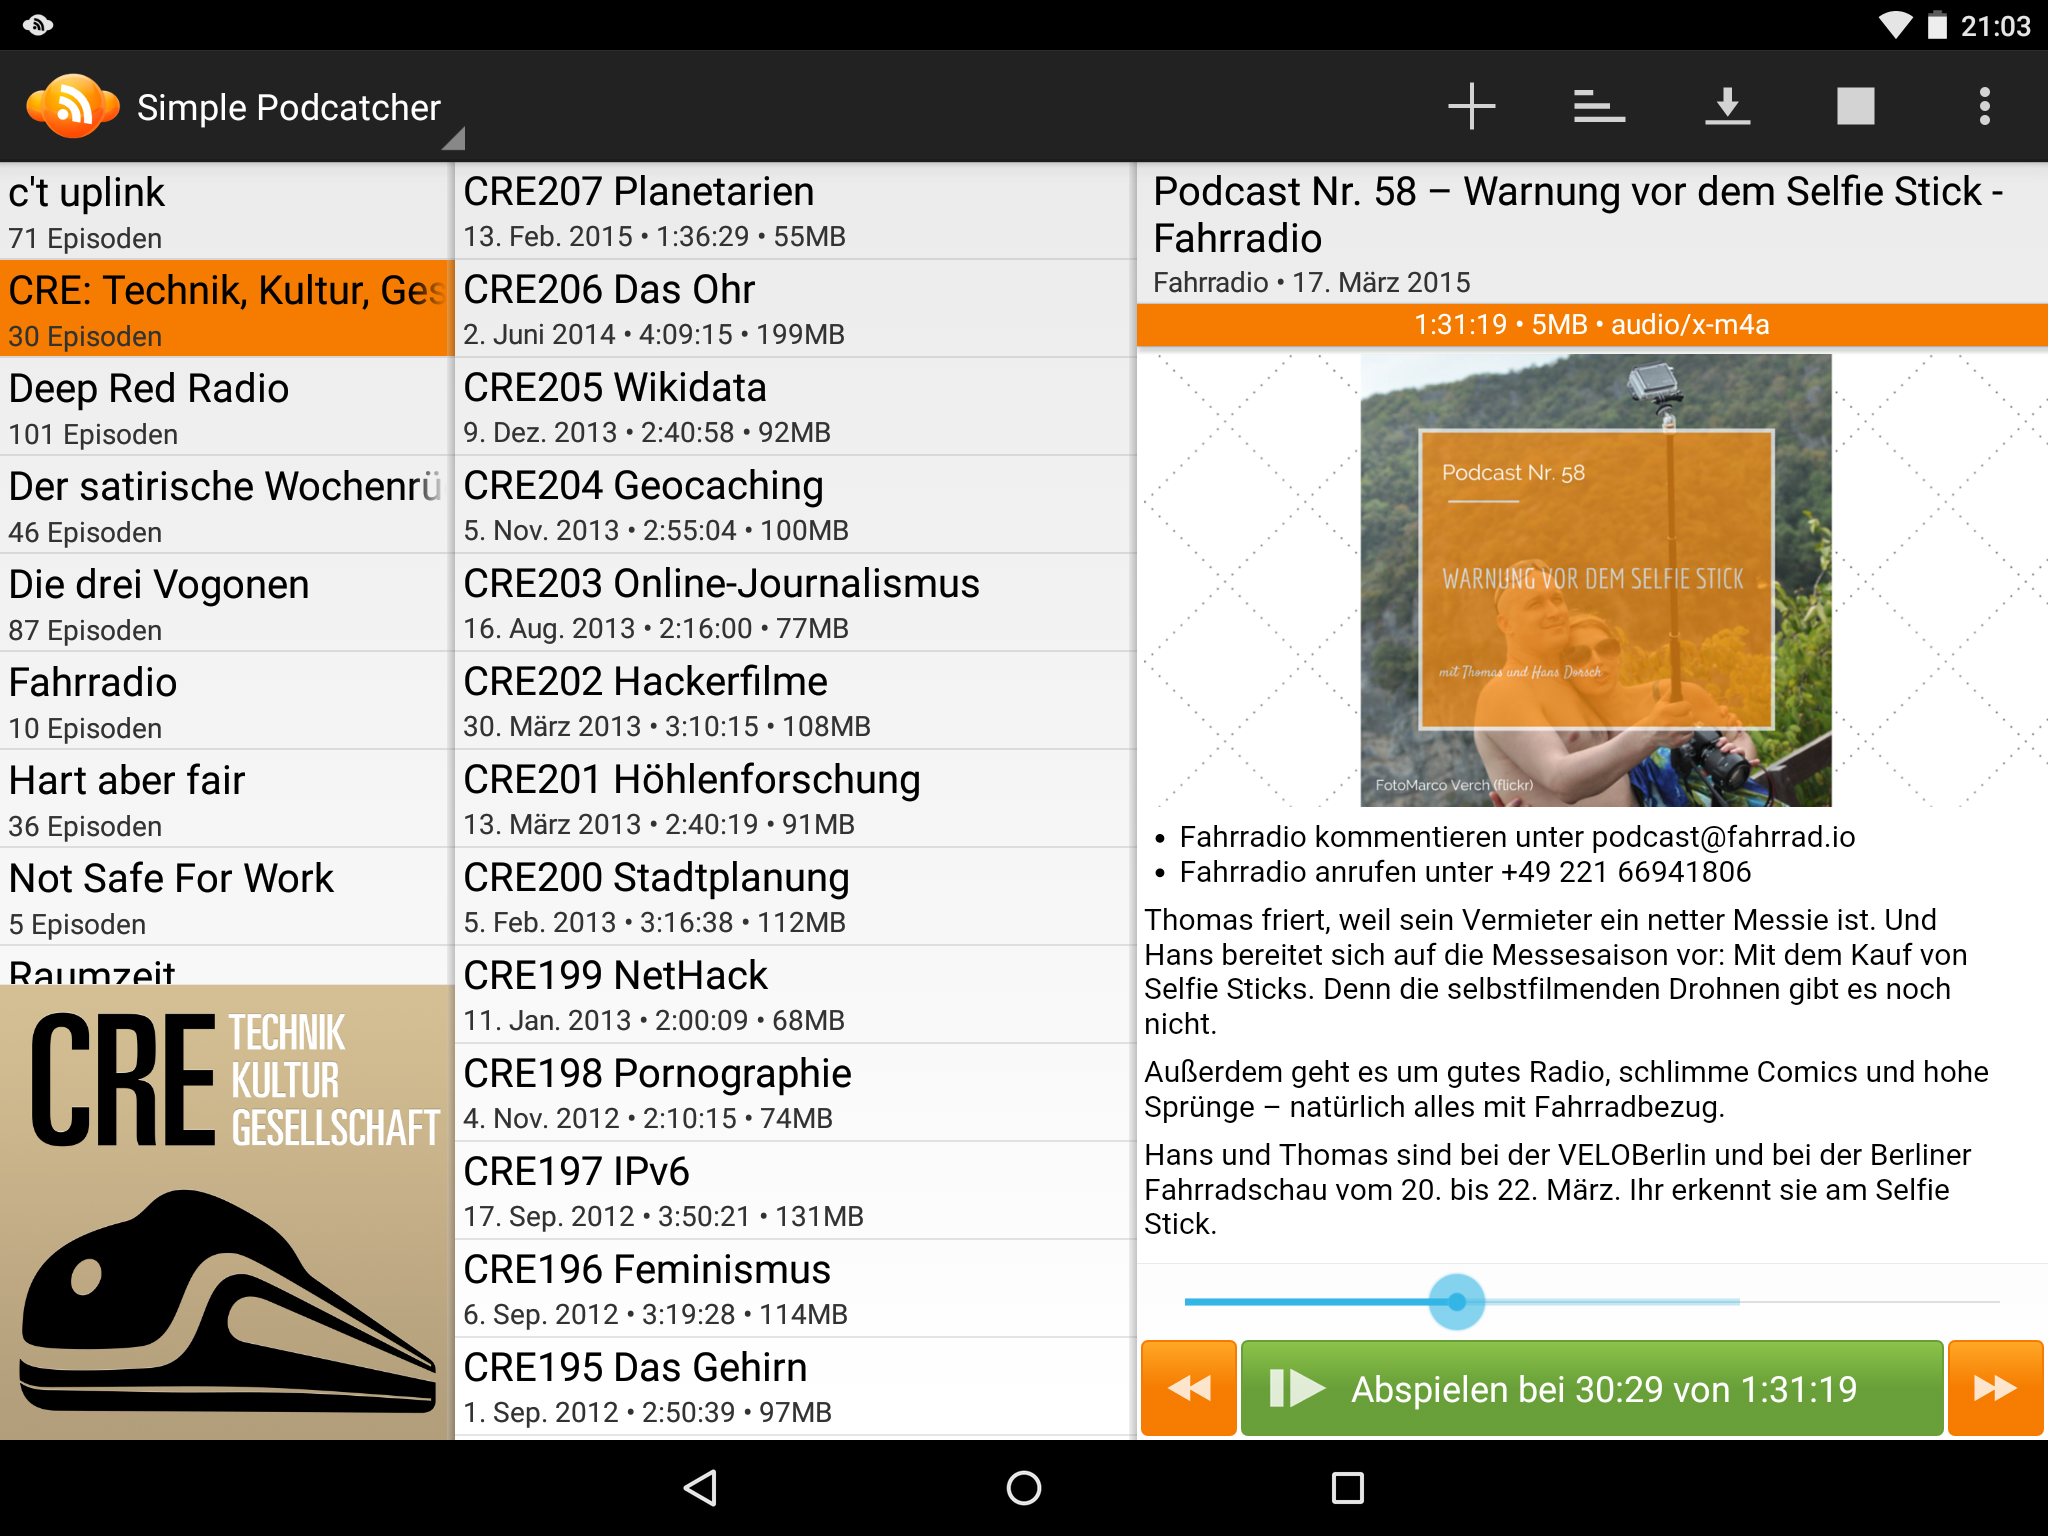 21:03
Simple Podcatcher
c't uplink
71 Episoden
CRE: Technik, Kultur, Ges
30 Episoden
Deep Red Radio
101 Episoden
Der satirische Wochenrü
46 Episoden
Die drei Vogonen
87 Episoden
Fahrradio
10 Episoden
Hart aber fair
36 Episoden
Not Safe For Work
5 Episoden
Raumzeit
CRE TECHNIK
KULTUR
GESELLSCHAFT
CRE207 Planetarien
13. Feb. 2015 • 1:36:29 • 55MB
CRE206 Das Ohr
2. Juni 2014 • 4:09:15 • 199MB
CRE205 Wikidata
9. Dez. 2013 • 2:40:58 • 92MB
CRE204 Geocaching
5. Nov. 2013 • 2:55:04 • 100MB
CRE203 Online-Journalismus
16. Aug. 2013 • 2:16:00 • 77MB
CRE202 Hackerfilme
30. März 2013 • 3:10:15 • 108MB
CRE201 Höhlenforschung
13. März 2013 • 2:40:19 • 91MB
CRE200 Stadtplanung
5. Feb. 2013 • 3:16:38 • 112MB
CRE199 NetHack
11. Jan. 2013 • 2:00:09 • 68MB
CRE198 Pornographie
4. Nov. 2012 • 2:10:15 • 74MB
CRE197 IPv6
17. Sep. 2012 • 3:50:21 • 131MB
CRE196 Feminismus
6. Sep. 2012 • 3:19:28 • 114MB
CRE195 Das Gehirn
1. Sep. 2012 • 2:50:39 • 97MB
Podcast Nr. 58 – Warnung vor dem Selfie Stick -
Fahrradio
Fahrradio • 17. März 2015
1:31:19 • 5MB • audio/x-m4a
Podcast Nr. 58
WARNUNG VOR DEM SELFIE STICK
mit Thomas und Hans Dorsch
FotoMarco Verch (flickr)
• Fahrradio kommentieren unter podcast@fahrrad.io
• Fahrradio anrufen unter +49 221 66941806
Thomas friert, weil sein Vermieter ein netter Messie ist. Und
Hans bereitet sich auf die Messesaison vor: Mit dem Kauf von
Selfie Sticks. Denn die selbstfilmenden Drohnen gibt es noch
nicht.
Außerdem geht es um gutes Radio, schlimme Comics und hohe
Sprünge – natürlich alles mit Fahrradbezug.
Hans und Thomas sind bei der VELOBerlin und bei der Berliner
Fahrradschau vom 20. bis 22. März. Ihr erkennt sie am Selfie
Stick.
Abspielen bei 30:29 von 1:31:19